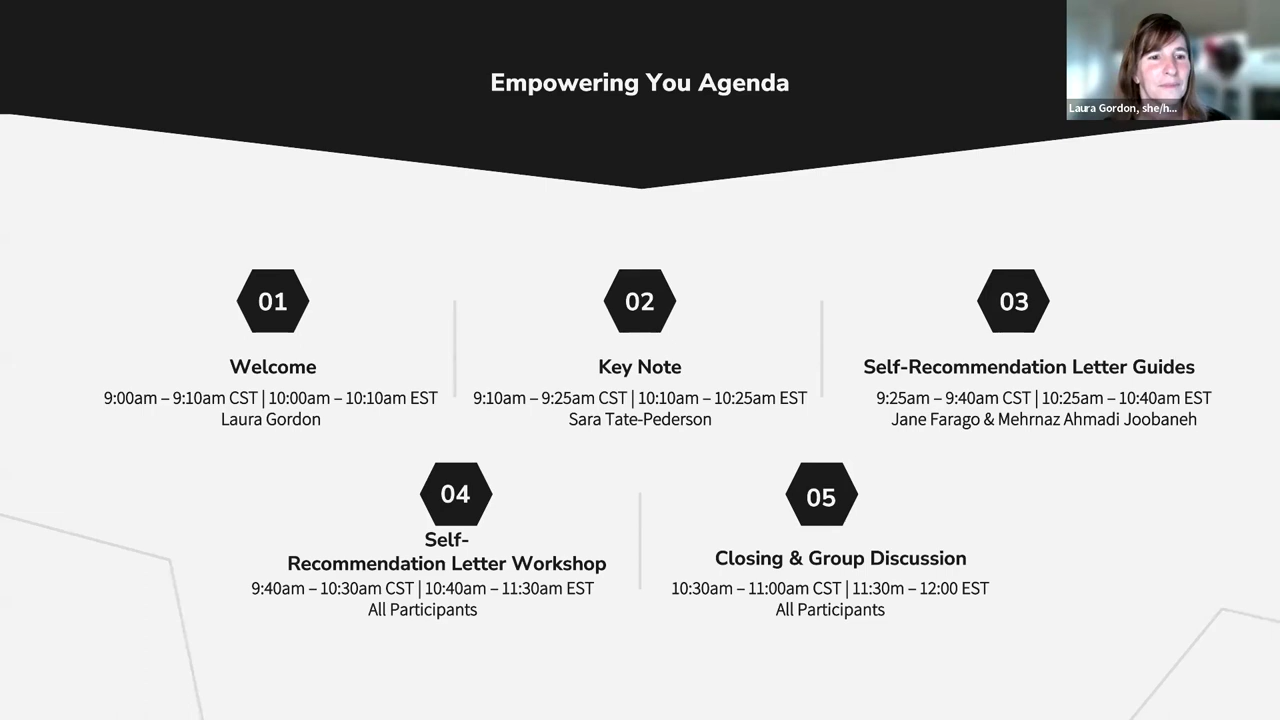 Empowering You Agenda
Laura Gordon, she/h...
01
Welcome
9:00am – 9:10am CST | 10:00am – 10:10am EST
Laura Gordon
02
Key Note
9:10am – 9:25am CST | 10:10am – 10:25am EST
Sara Tate-Pederson
03
Self-Recommendation Letter Guides
9:25am – 9:40am CST | 10:25am – 10:40am EST
Jane Farago & Mehrnaz Ahmadi Joobaneh
04
Self-
Recommendation Letter Workshop
9:40am – 10:30am CST | 10:40am – 11:30am EST
All Participants
05
Closing & Group Discussion
10:30am – 11:00am CST | 11:30m – 12:00 EST
All Participants